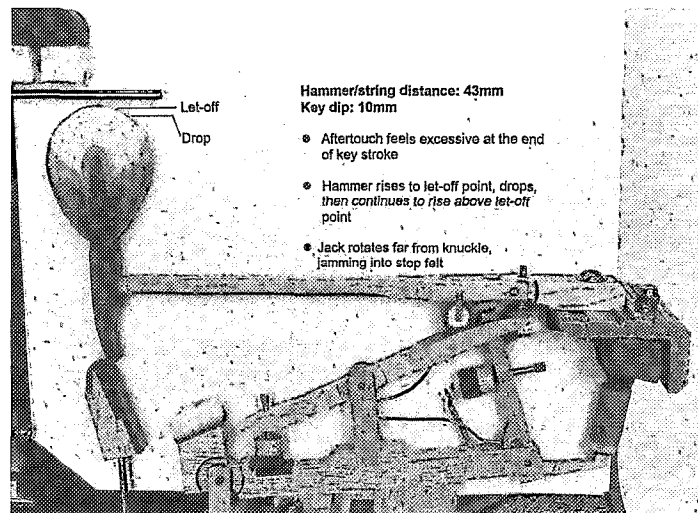 Hammer/string distance: 43mm
Key dip: 10mm
Let-off
Drop
Aftertouch feels excessive at the end
of key stroke
Hammer rises to let-off point, drops,
then continues to rise above let-off
point
Jack rotates far from knuckle,
jamming into stop felt